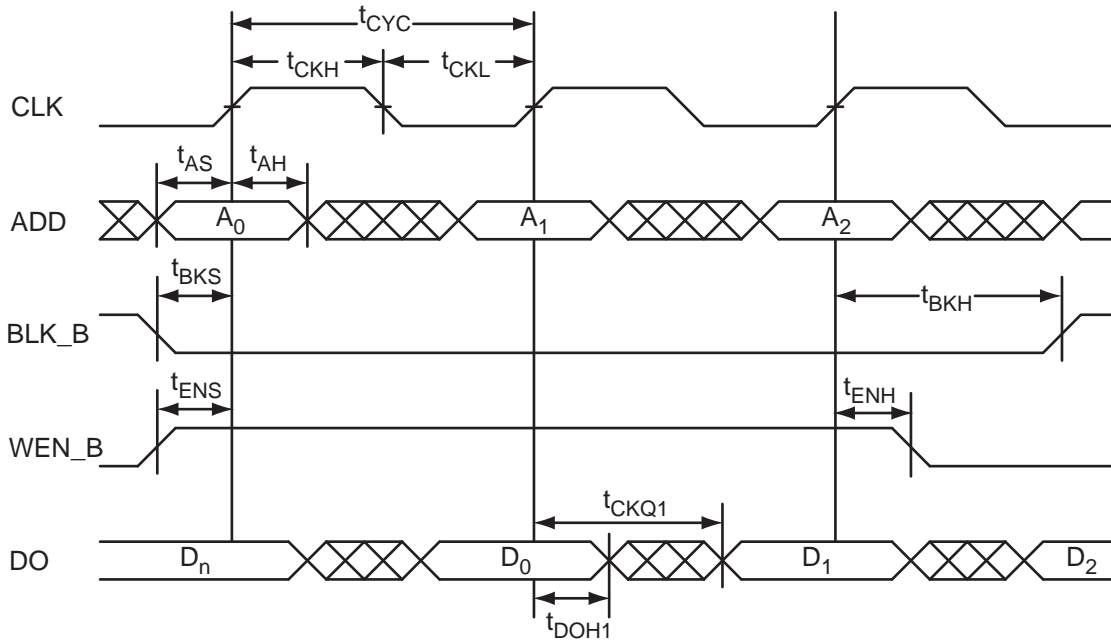 tCYC
tCKH tCKL
CLK
tAS tAH
ADD A0 A1 A2
tBKS tBKH
BLK_B
tENS tENH
WEN_B
tCKQ1
DO Dn D0 D1 D2
tDOH1